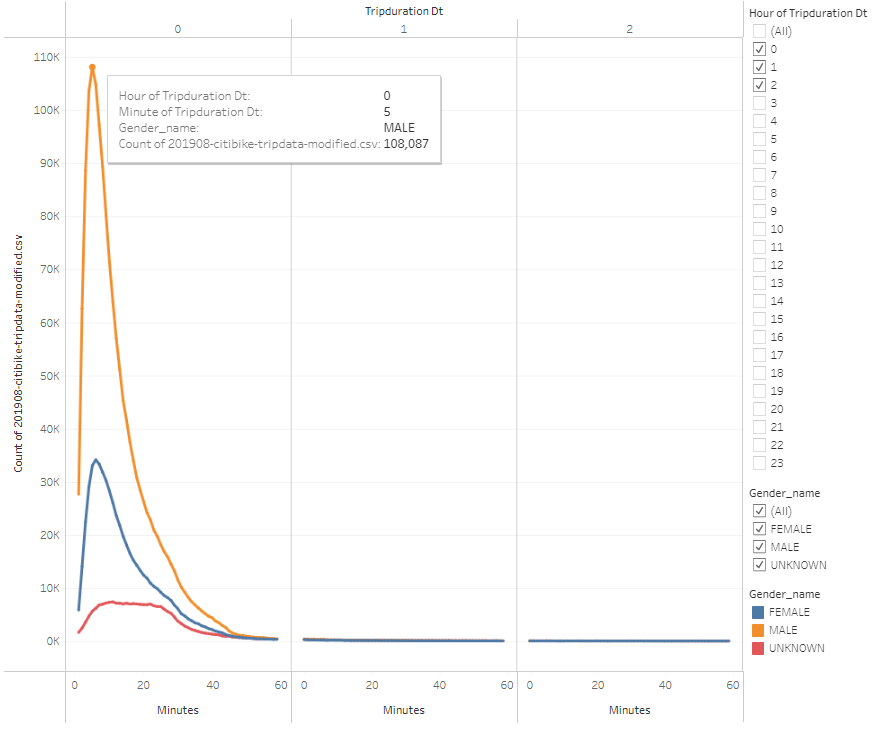 Tripduration Dt
0 1 2
Count of 201908-citibike-tripdata-modified.csv
110K
100K
90K
80K
70K
60K
50K
40K
30K
20K
10K
0K
Hour of Tripduration Dt: 0
Minute of Tripduration Dt: 5
Gender_name: MALE
Count of 201908-citibike-tripdata-modified.csv: 108,087
0 20 40 60 0 20 40 60 0 20 40 60
Minutes Minutes Minutes
Hour of Tripduration Dt
(All)
0
1
2
3
4
5
6
7
8
9
10
11
12
13
14
15
16
17
18
19
20
21
22
23
Gender_name
(All)
FEMALE
MALE
UNKNOWN
Gender_name
FEMALE
MALE
UNKNOWN